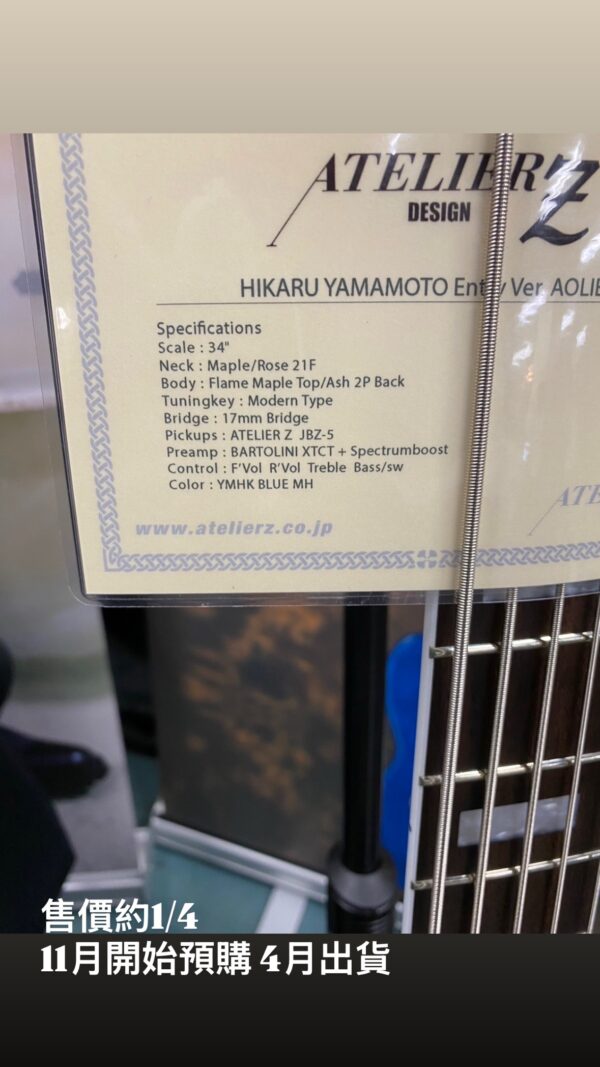 ATELIER Z
DESIGN
HIKARU YAMAMOTO Entry Ver. AOLIE
Specifications
Scale : 34"
Neck : Maple/Rose 21F
Body : Flame Maple Top/Ash 2P Back
Tuningkey : Modern Type
Bridge : 17mm Bridge
Pickups : ATELIER Z JBZ-5
Preamp : BARTOLINI XTCT + Spectrumboost
Control : F'Vol R'Vol Treble Bass/sw
Color : YMHK BLUE MH
ATE
www.atelierz.co.jp
售價約1/4
11月開始預購 4月出貨